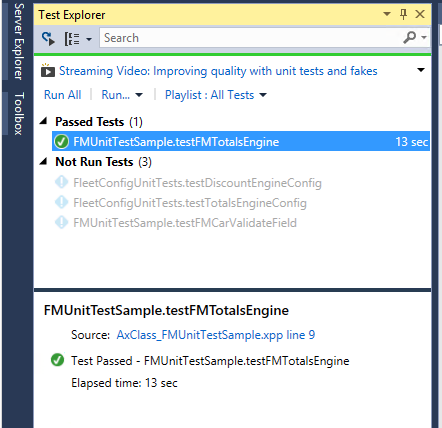 Server Explorer
Toolbox
Test Explorer
Search
Streaming Video: Improving quality with unit tests and fakes
Run All | Run... | Playlist : All Tests
Passed Tests (1)
FMUnitTestSample.testFMTotalsEngine 13 sec
Not Run Tests (3)
FleetConfigUnitTests.testDiscountEngineConfig
FleetConfigUnitTests.testTotalsEngineConfig
FMUnitTestSample.testFMCarValidateField
FMUnitTestSample.testFMTotalsEngine
Source: AxClass_FMUnitTestSample.xpp line 9
Test Passed - FMUnitTestSample.testFMTotalsEngine
Elapsed time: 13 sec